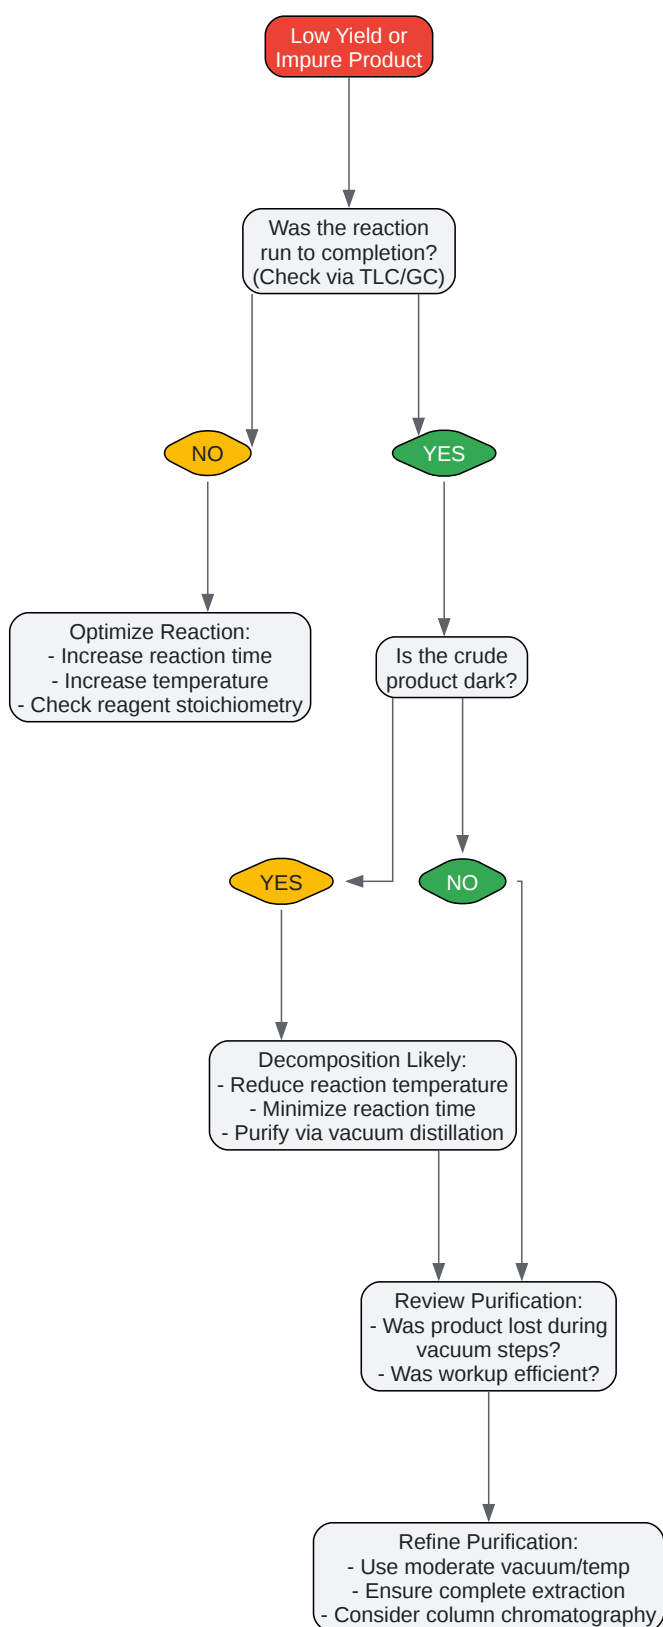 Low Yield or
Impure Product
Was the reaction
run to completion?
(Check via TLC/GC)
NO
YES
Optimize Reaction:
- Increase reaction time
- Increase temperature
- Check reagent stoichiometry
Is the crude
product dark?
YES
NO
Decomposition Likely:
- Reduce reaction temperature
- Minimize reaction time
- Purify via vacuum distillation
Review Purification:
- Was product lost during
vacuum steps?
- Was workup efficient?
Refine Purification:
- Use moderate vacuum/temp
- Ensure complete extraction
- Consider column chromatography